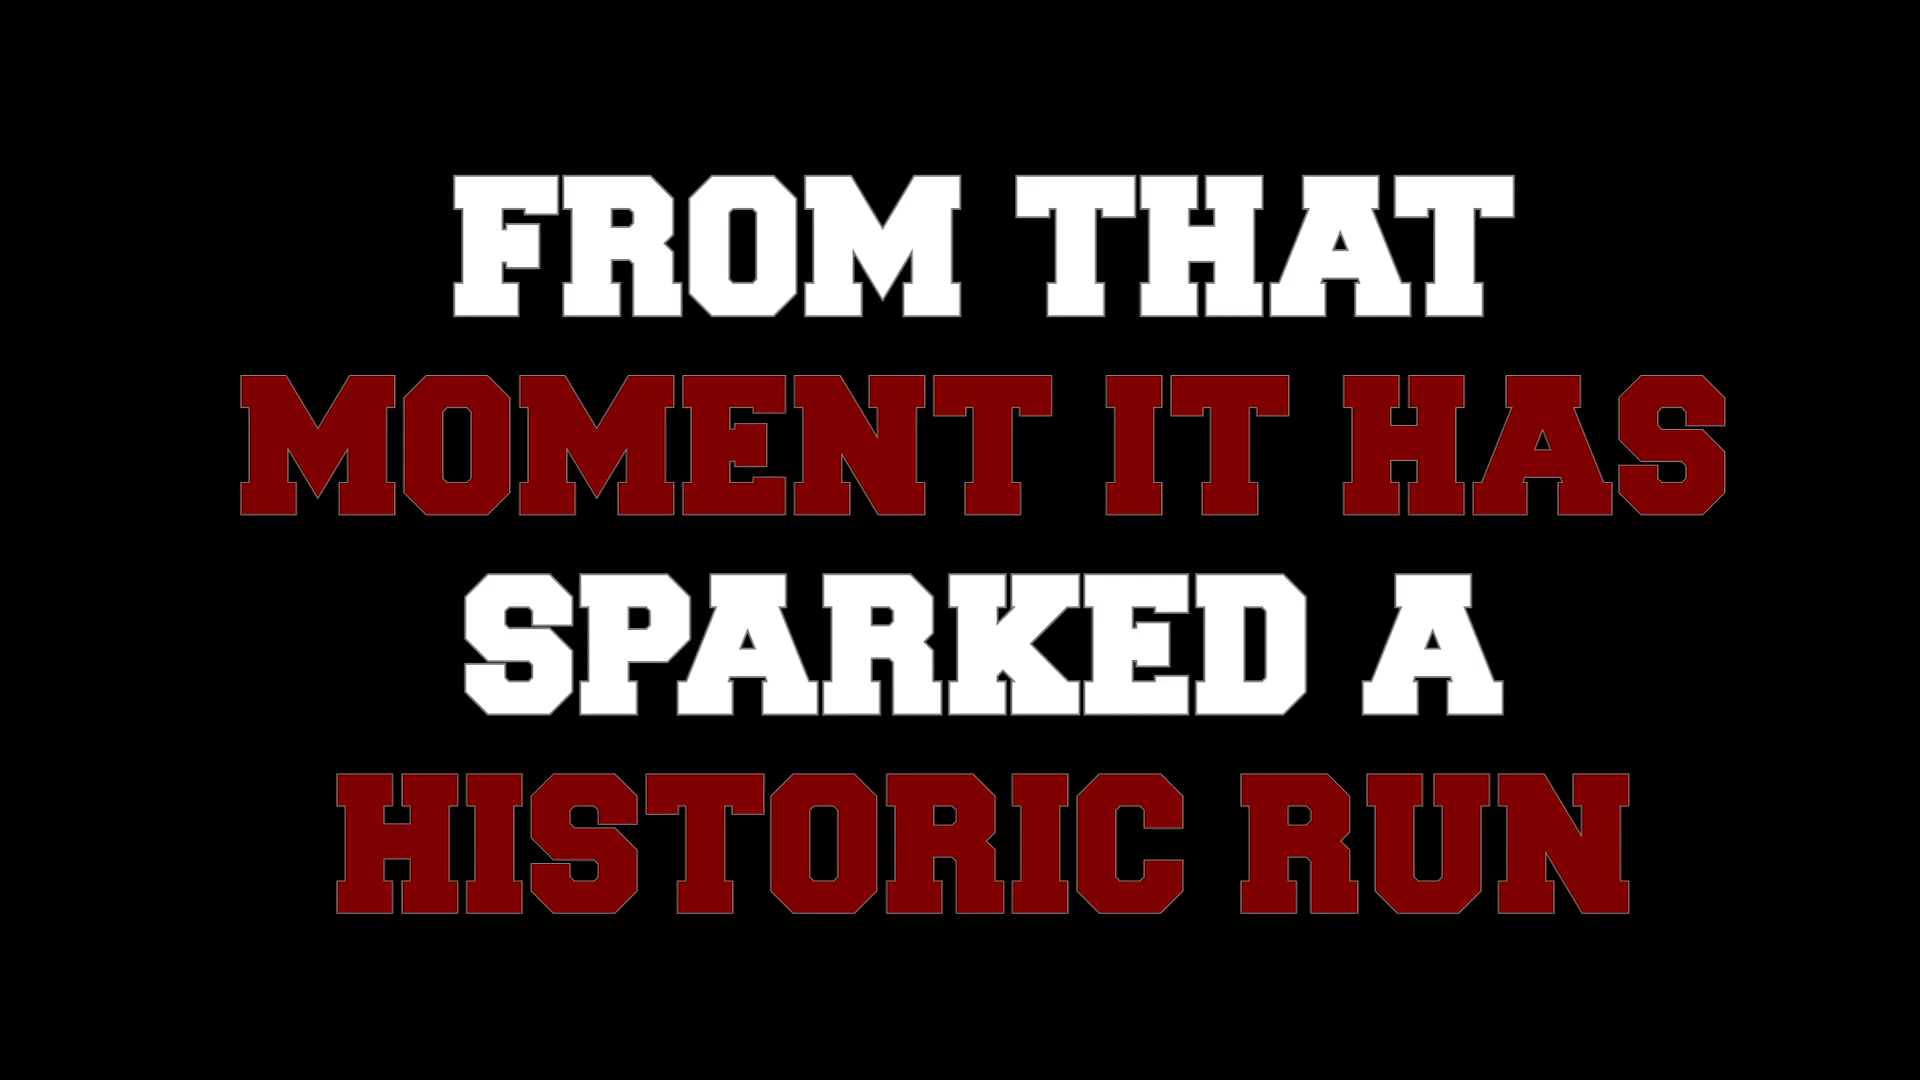 FROM THAT
MOMENT IT HAS
SPARKED A
HISTORIC RUN